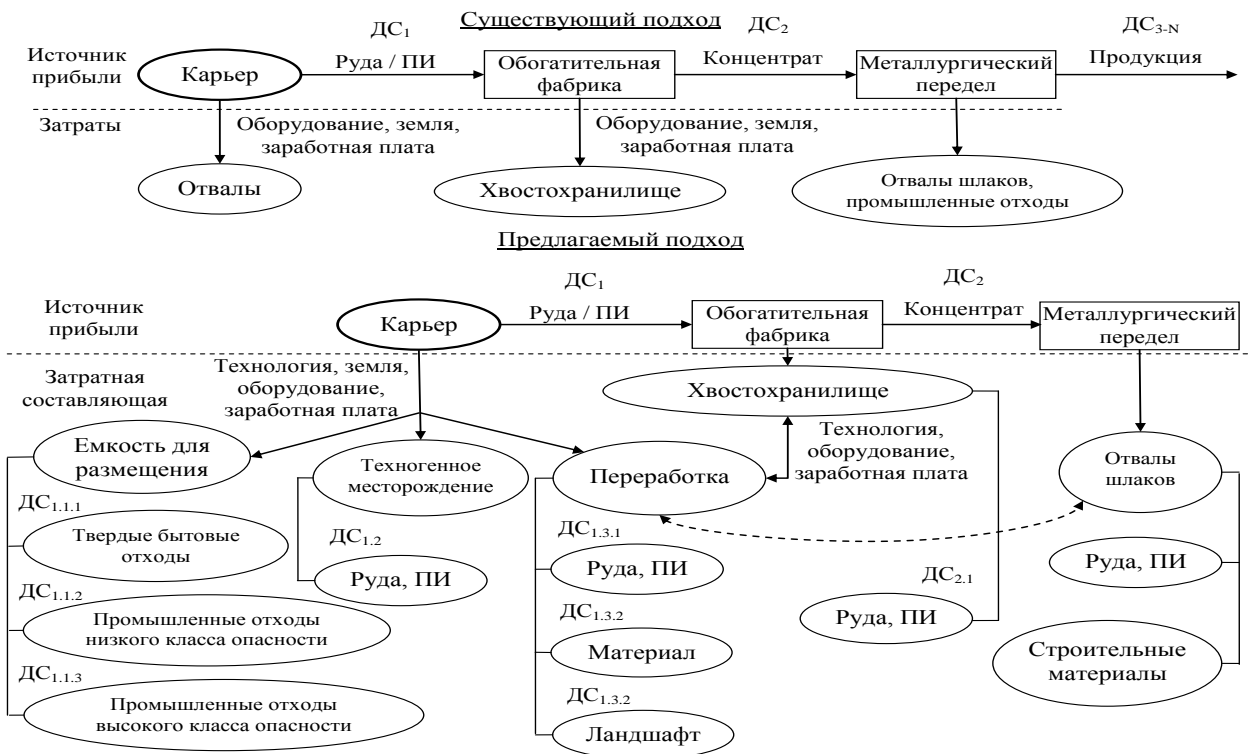 Существующий подход
ДС1
ДС2
ДС3-N
Источник
прибыли
Карьер
Руда / ПИ
Обогатительная
фабрика
Концентрат
Металлургический
передел
Продукция
Затраты
Оборудование, земля,
заработная плата
Оборудование, земля,
заработная плата
Отвалы
Хвостохранилище
Отвалы шлаков,
промышленные отходы
Предлагаемый подход
ДС1
ДС2
Источник
прибыли
Карьер
Руда / ПИ
Обогатительная
фабрика
Концентрат
Металлургический
передел
Затратная
составляющая
Технология, земля,
оборудование,
заработная плата
Хвостохранилище
Технология,
оборудование,
заработная плата
Емкость для
размещения
Техногенное
месторождение
Переработка
Отвалы
шлаков
ДС1.1.1
Твердые бытовые
отходы
ДС1.2
Руда, ПИ
ДС1.3.1
Руда, ПИ
ДС2.1
Руда, ПИ
Руда, ПИ
ДС1.1.2
Промышленные отходы
низкого класса опасности
ДС1.3.2
Материал
Строительные
материалы
ДС1.1.3
Промышленные отходы
высокого класса опасности
ДС1.3.2
Ландшафт